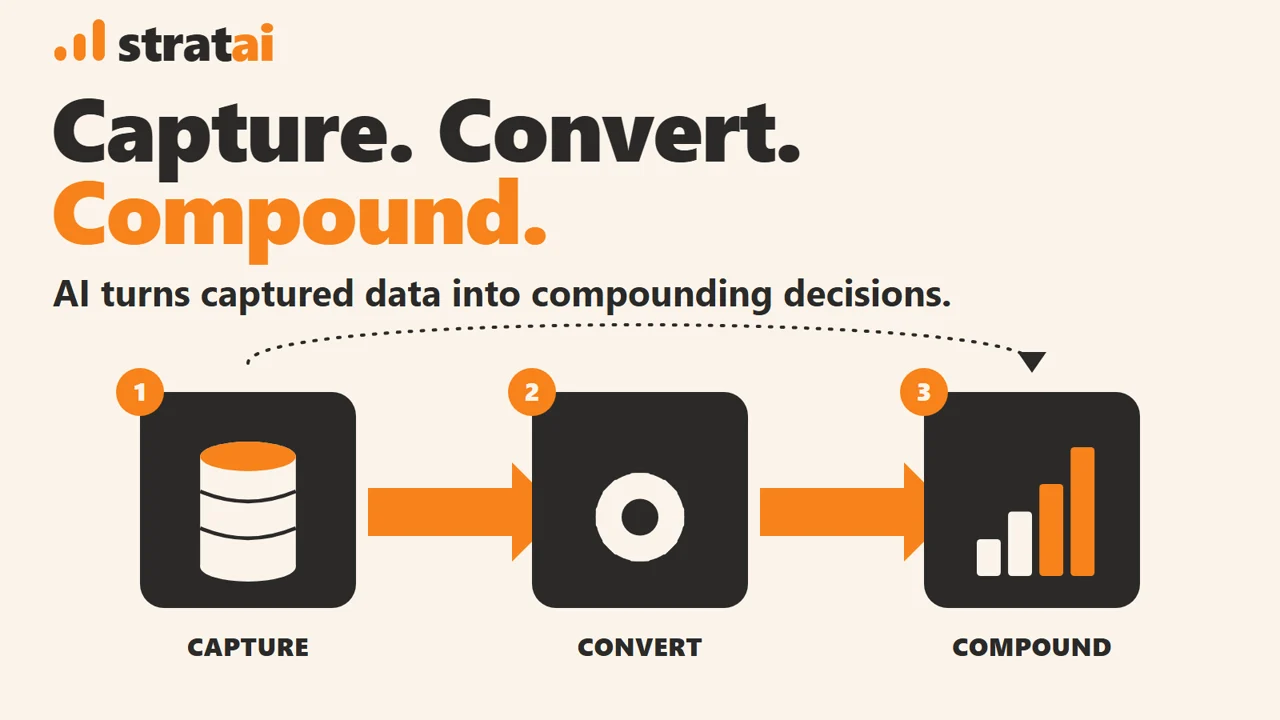 stratai
Capture. Convert.
Compound.
AI turns captured data into compounding decisions.
1
2
3
CAPTURE
CONVERT
COMPOUND